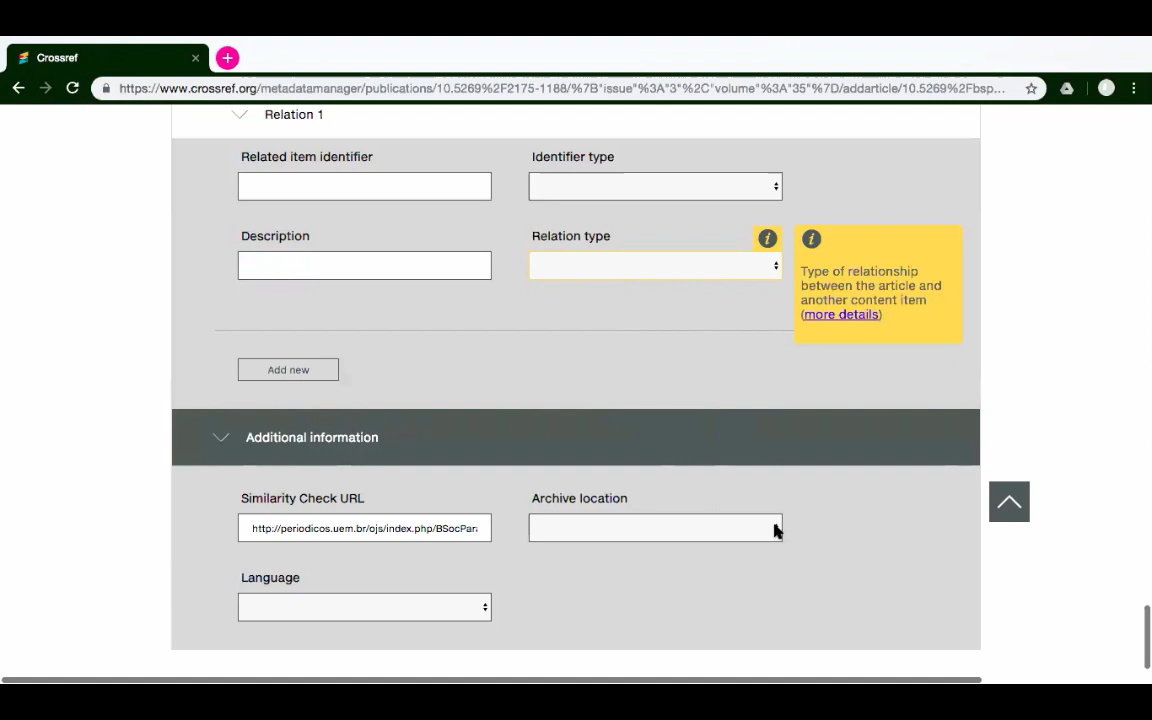 Crossref
https://www.crossref.org/metadatamanager/publications/10.5269%2F2175-1188/%7B"issue"%3A"3"%2C"volume"%3A"35"%7D/addarticle/10.5269%2Fbsp...
Relation 1
Related item identifier
Identifier type
Description
Relation type
Type of relationship
between the article and
another content item
(more details)
Add new
Additional information
Similarity Check URL
Archive location
http://periodicos.uem.br/ojs/index.php/BSocPara
Language